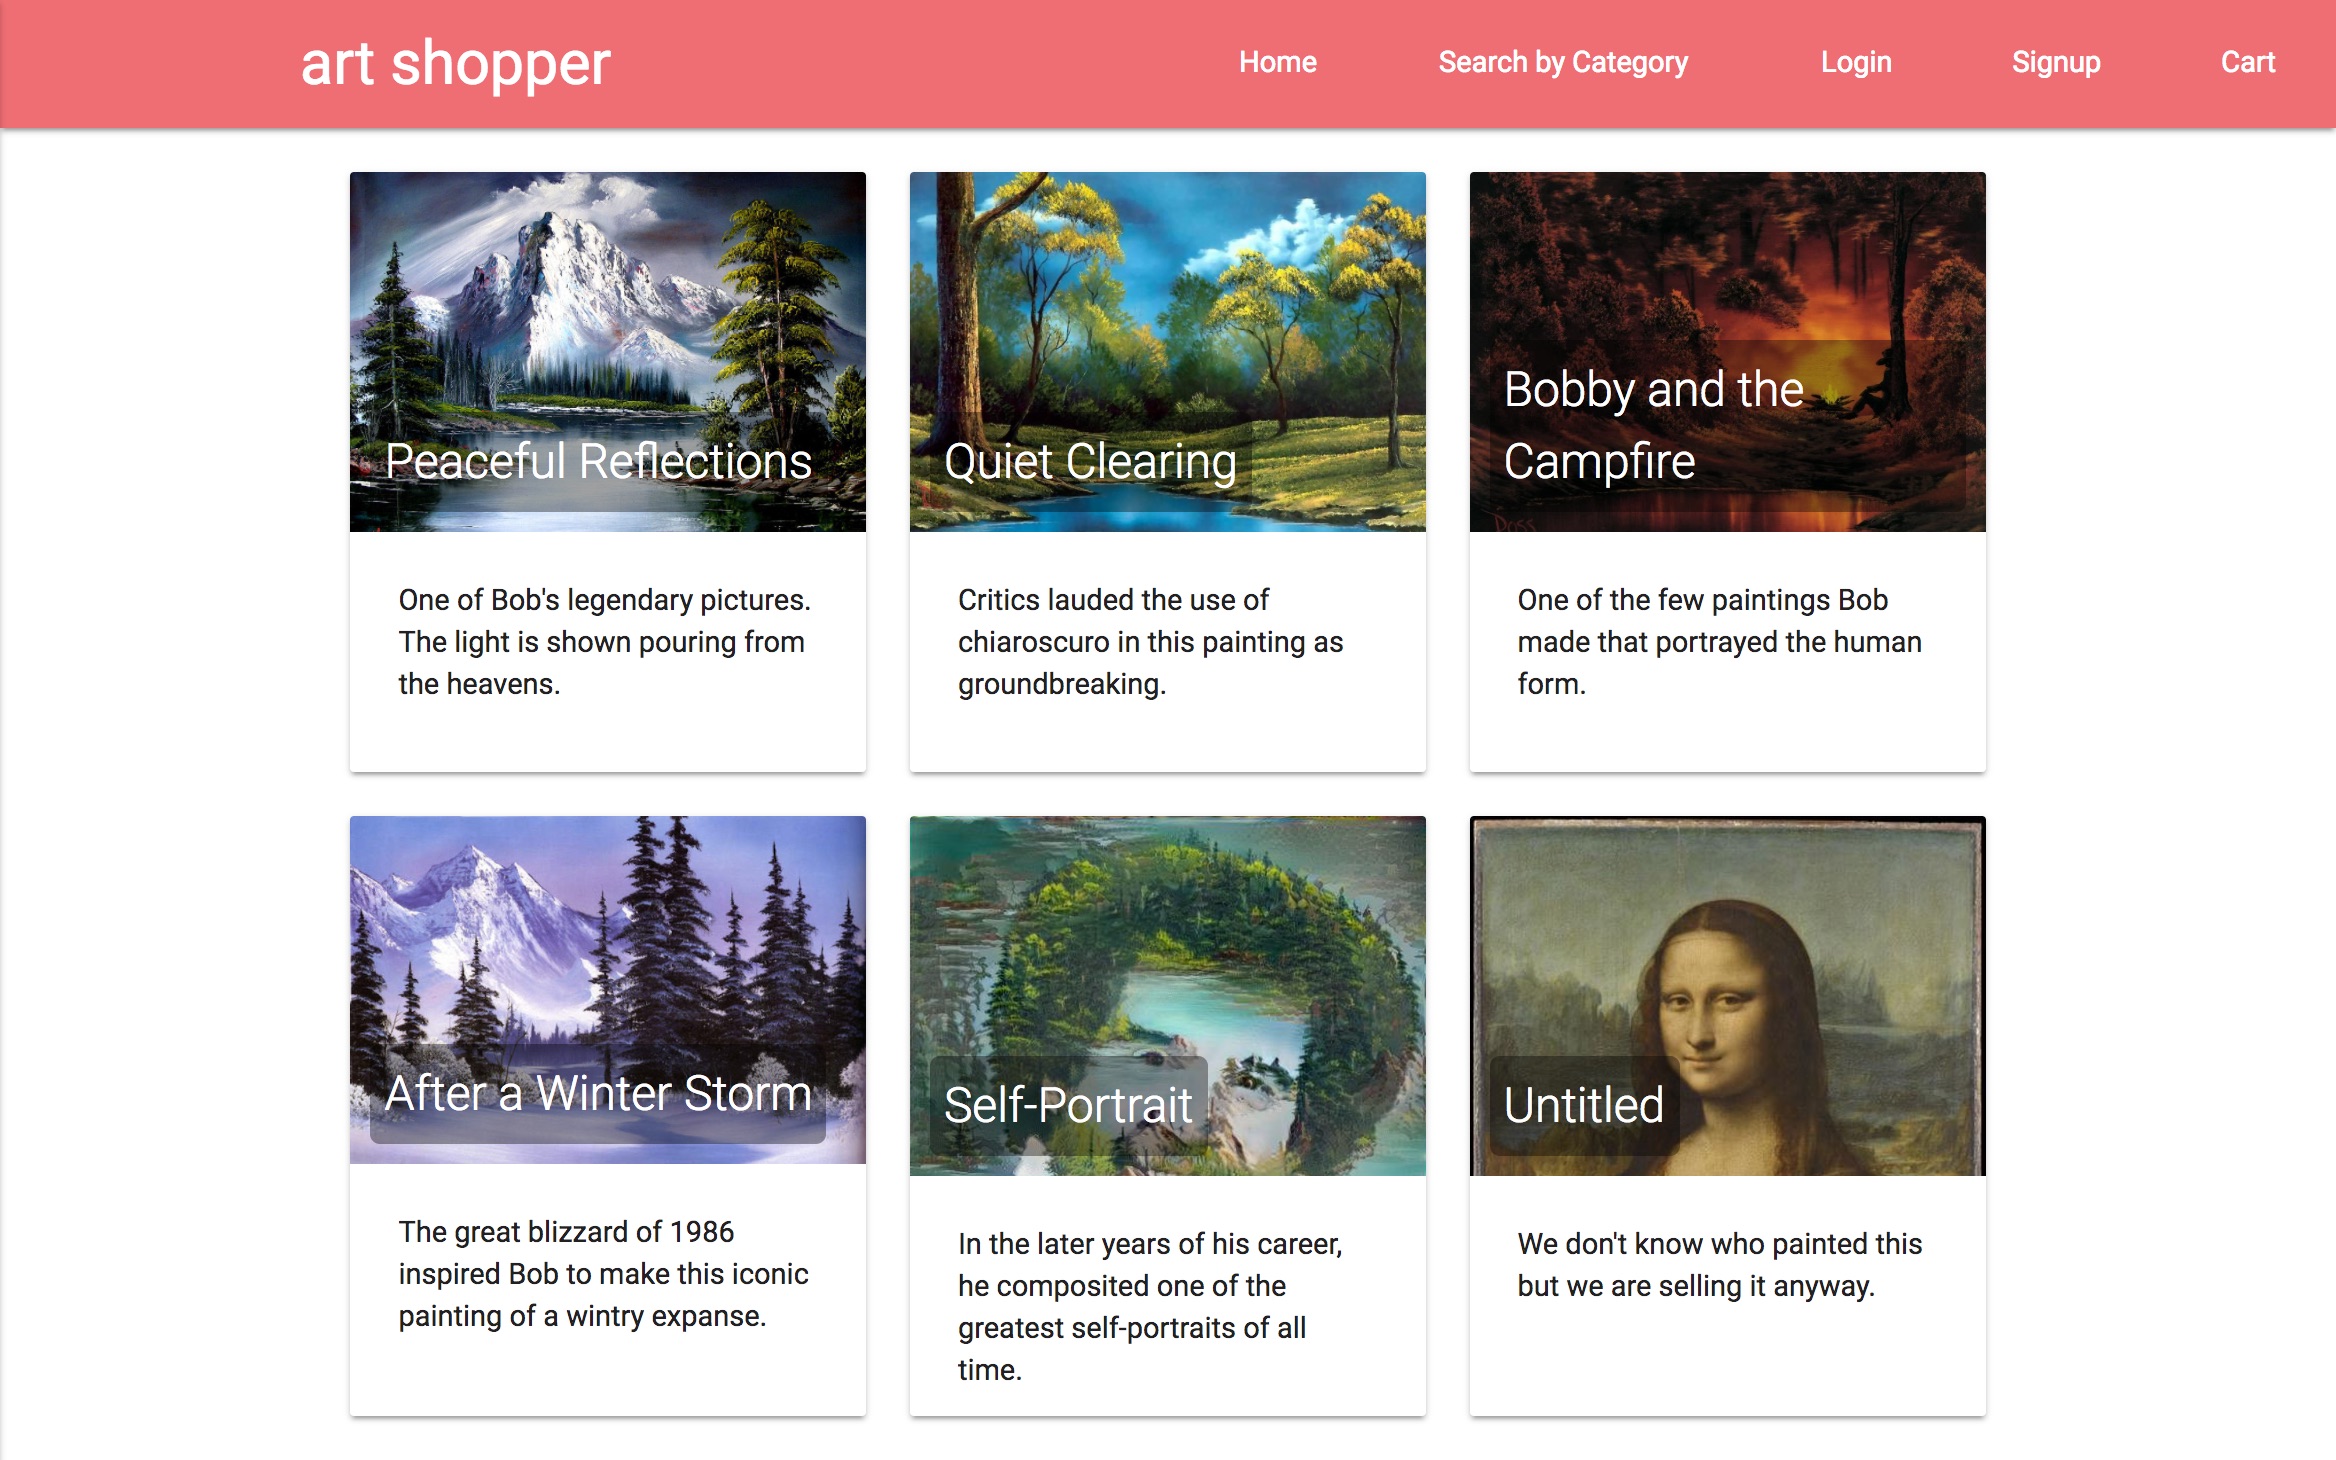 art shopper
Home Search by Category Login Signup Cart
Peaceful Reflections
One of Bob's legendary pictures.
The light is shown pouring from
the heavens.
Quiet Clearing
Critics lauded the use of
chiaroscuro in this painting as
groundbreaking.
Bobby and the
Campfire
Ross
One of the few paintings Bob
made that portrayed the human
form.
After a Winter Storm
The great blizzard of 1986
inspired Bob to make this iconic
painting of a wintry expanse.
Self-Portrait
In the later years of his career,
he composited one of the
greatest self-portraits of all
time.
Untitled
We don't know who painted this
but we are selling it anyway.